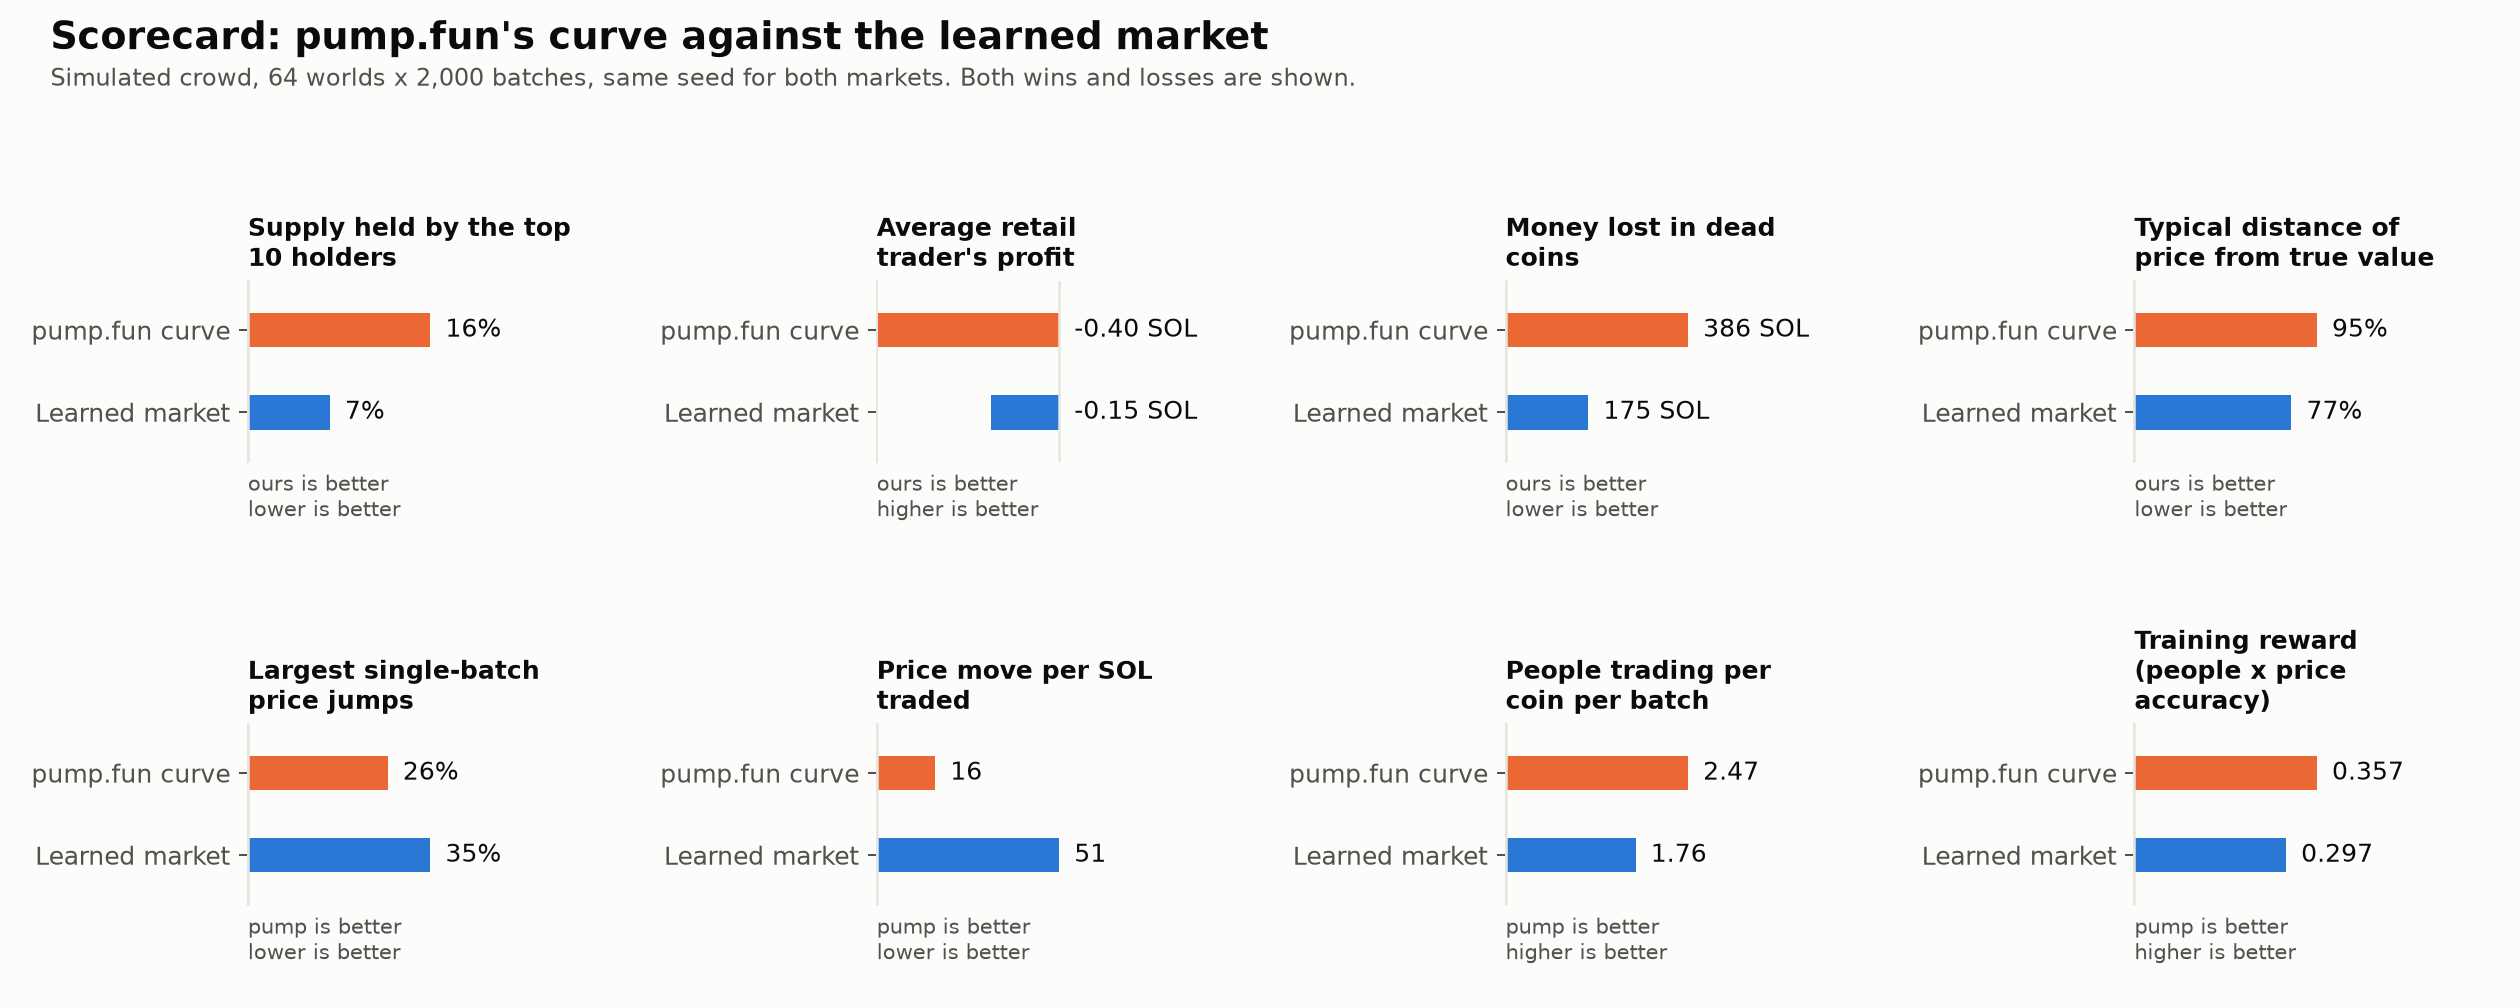 Scorecard: pump.fun's curve against the learned market
Simulated crowd, 64 worlds x 2,000 batches, same seed for both markets. Both wins and losses are shown.
Supply held by the top
10 holders
pump.fun curve
16%
Learned market
7%
ours is better
lower is better
Average retail
trader's profit
pump.fun curve
-0.40 SOL
Learned market
-0.15 SOL
ours is better
higher is better
Money lost in dead
coins
pump.fun curve
386 SOL
Learned market
175 SOL
ours is better
lower is better
Typical distance of
price from true value
pump.fun curve
95%
Learned market
77%
ours is better
lower is better
Largest single-batch
price jumps
pump.fun curve
26%
Learned market
35%
pump is better
lower is better
Price move per SOL
traded
pump.fun curve
16
Learned market
51
pump is better
lower is better
People trading per
coin per batch
pump.fun curve
2.47
Learned market
1.76
pump is better
higher is better
Training reward
(people x price
accuracy)
pump.fun curve
0.357
Learned market
0.297
pump is better
higher is better